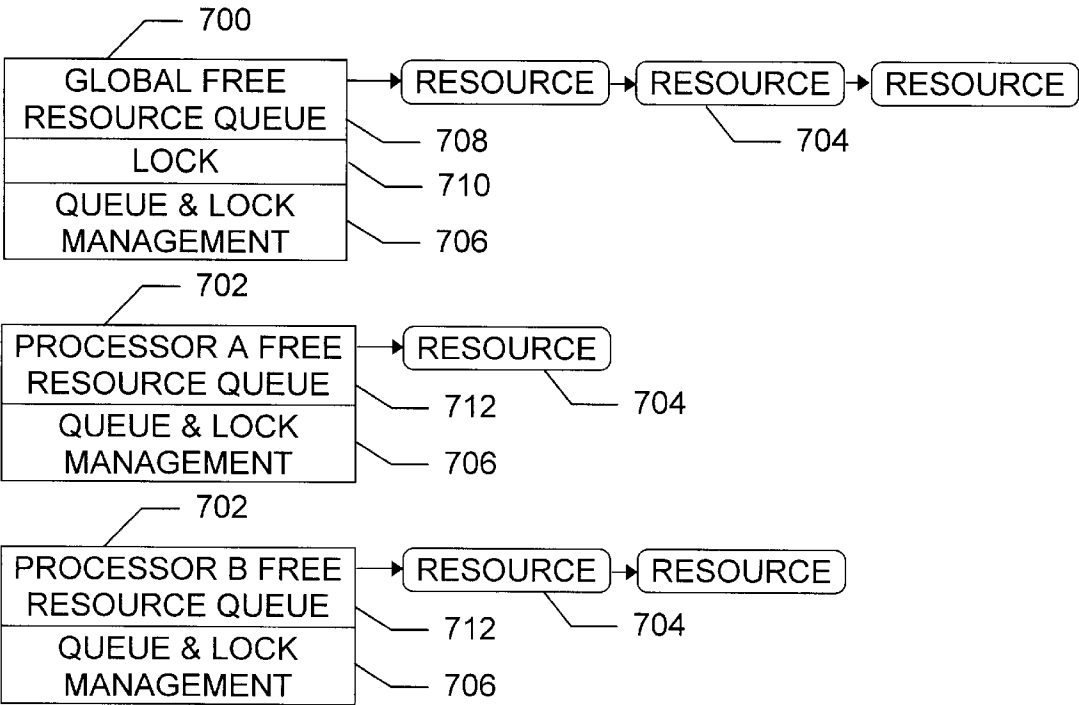 700
GLOBAL FREE RESOURCE RESOURCE RESOURCE
RESOURCE QUEUE
708 704
LOCK
710
QUEUE & LOCK
MANAGEMENT 706
702
PROCESSOR A FREE RESOURCE
RESOURCE QUEUE
712 704
QUEUE & LOCK
MANAGEMENT 706
702
PROCESSOR B FREE RESOURCE RESOURCE
RESOURCE QUEUE
712 704
QUEUE & LOCK
MANAGEMENT 706